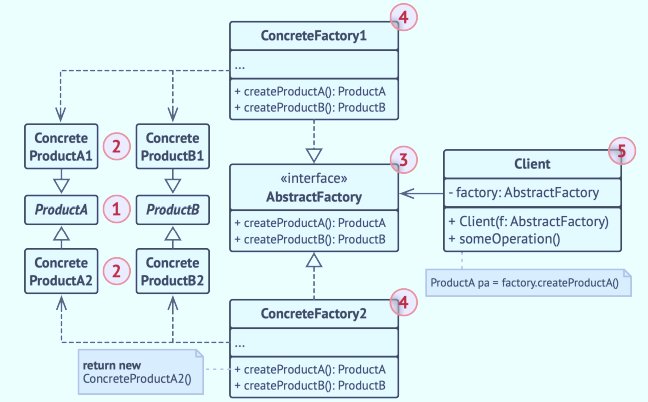 4
ConcreteFactory1
...
+ createProductA(): ProductA
+ createProductB(): ProductB
Concrete
ProductA1
2
Concrete
ProductB1
ProductA
1
ProductB
Concrete
ProductA2
2
Concrete
ProductB2
3
«interface»
AbstractFactory
+ createProductA(): ProductA
+ createProductB(): ProductB
5
Client
- factory: AbstractFactory
+ Client(f: AbstractFactory)
+ someOperation()
ProductA pa = factory.createProductA()
4
ConcreteFactory2
...
+ createProductA(): ProductA
+ createProductB(): ProductB
return new
ConcreteProductA2()